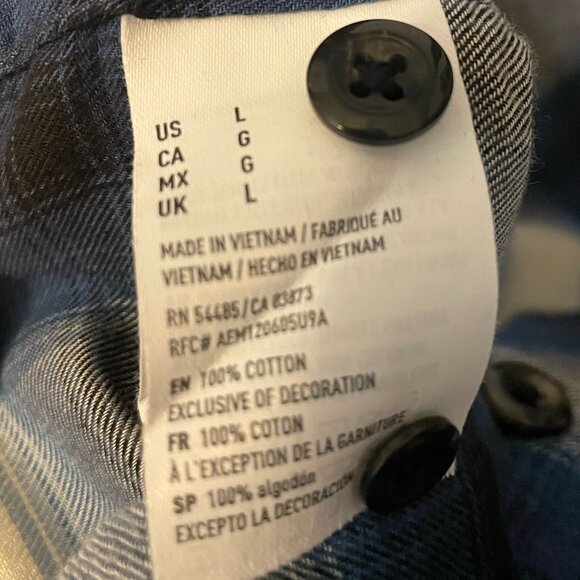 US L
CA G
MX G
UK L
MADE IN VIETNAM / FABRIQUÉ AU
VIETNAM / HECHO EN VIETNAM
RN 54485/CA 03873
RFC# AEM120605U9A
EN 100% COTTON
EXCLUSIVE OF DECORATION
FR 100% COTON
À L'EXCEPTION DE LA GARNITURE
SP 100% algodón
EXCEPTO LA DECORACIÓN